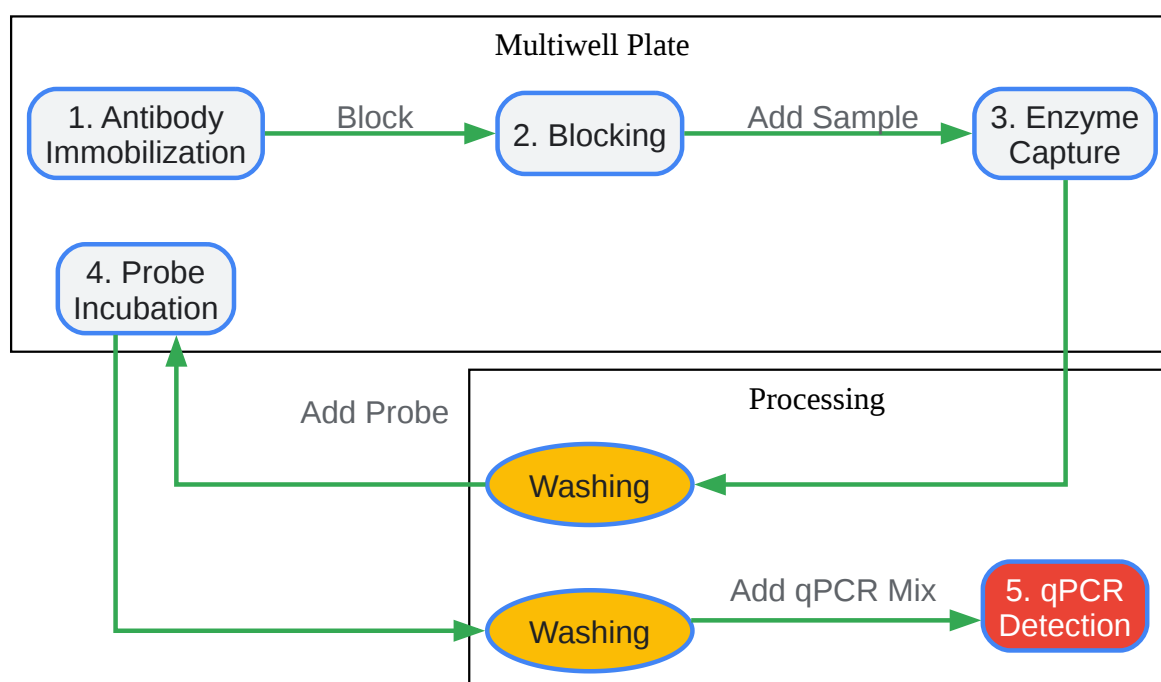 Multiwell Plate
1. Antibody
Immobilization
Block
2. Blocking
Add Sample
3. Enzyme
Capture
4. Probe
Incubation
Processing
Add Probe
Washing
Washing
Add qPCR Mix
5. qPCR
Detection